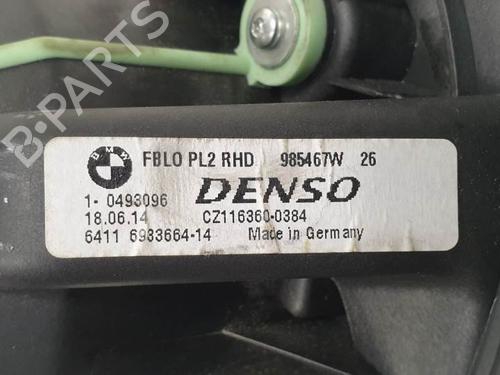 B-PARTS
FBLO PL2 RHD 985467W 26
DENSO
1- 0493096
18.06.14 CZ116360-0384
6411 6933664-14 Made in Germany